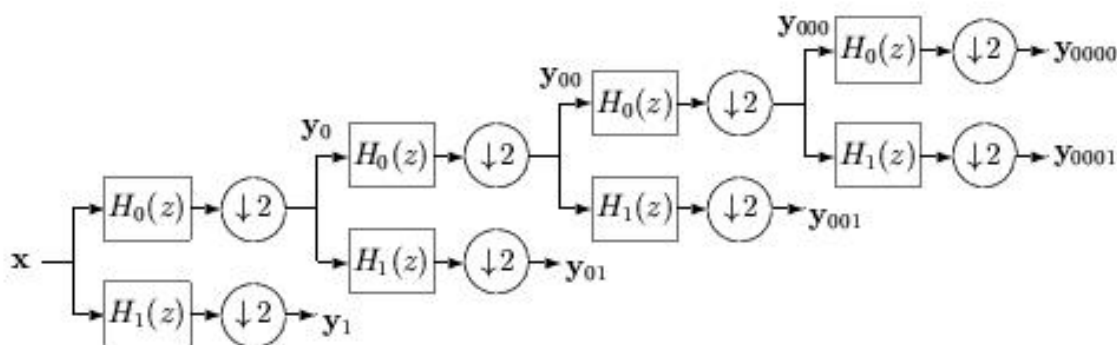 y₀₀₀ H₀(z) ↓2 y₀₀₀₀
y₀₀ H₀(z) ↓2
y₀ H₀(z) ↓2 H₁(z) ↓2 y₀₀₀₁
H₀(z) ↓2 H₁(z) ↓2 y₀₀₁
x H₁(z) ↓2 y₀₁
H₁(z) ↓2 y₁